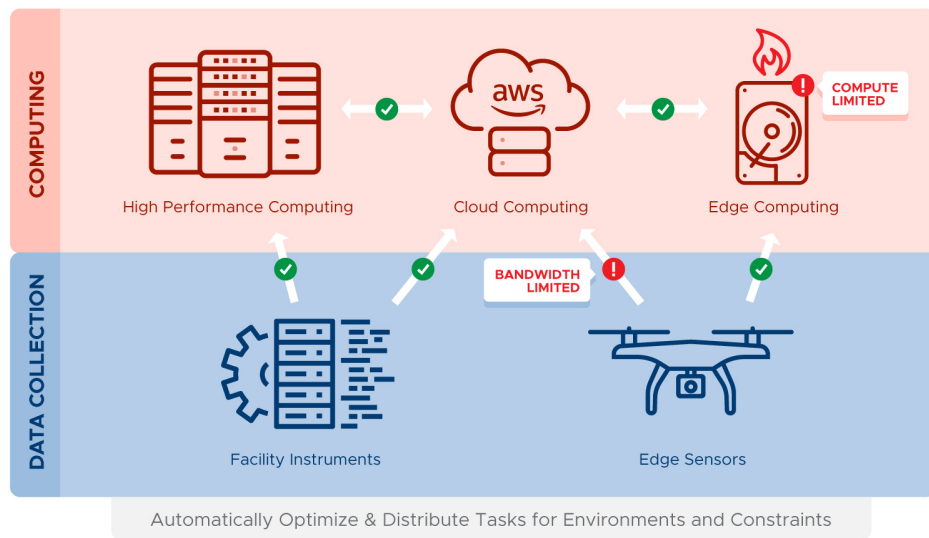 COMPUTING
aws
COMPUTE
LIMITED
High Performance Computing
Cloud Computing
Edge Computing
DATA COLLECTION
BANDWIDTH
LIMITED
Facility Instruments
Edge Sensors
Automatically Optimize & Distribute Tasks for Environments and Constraints